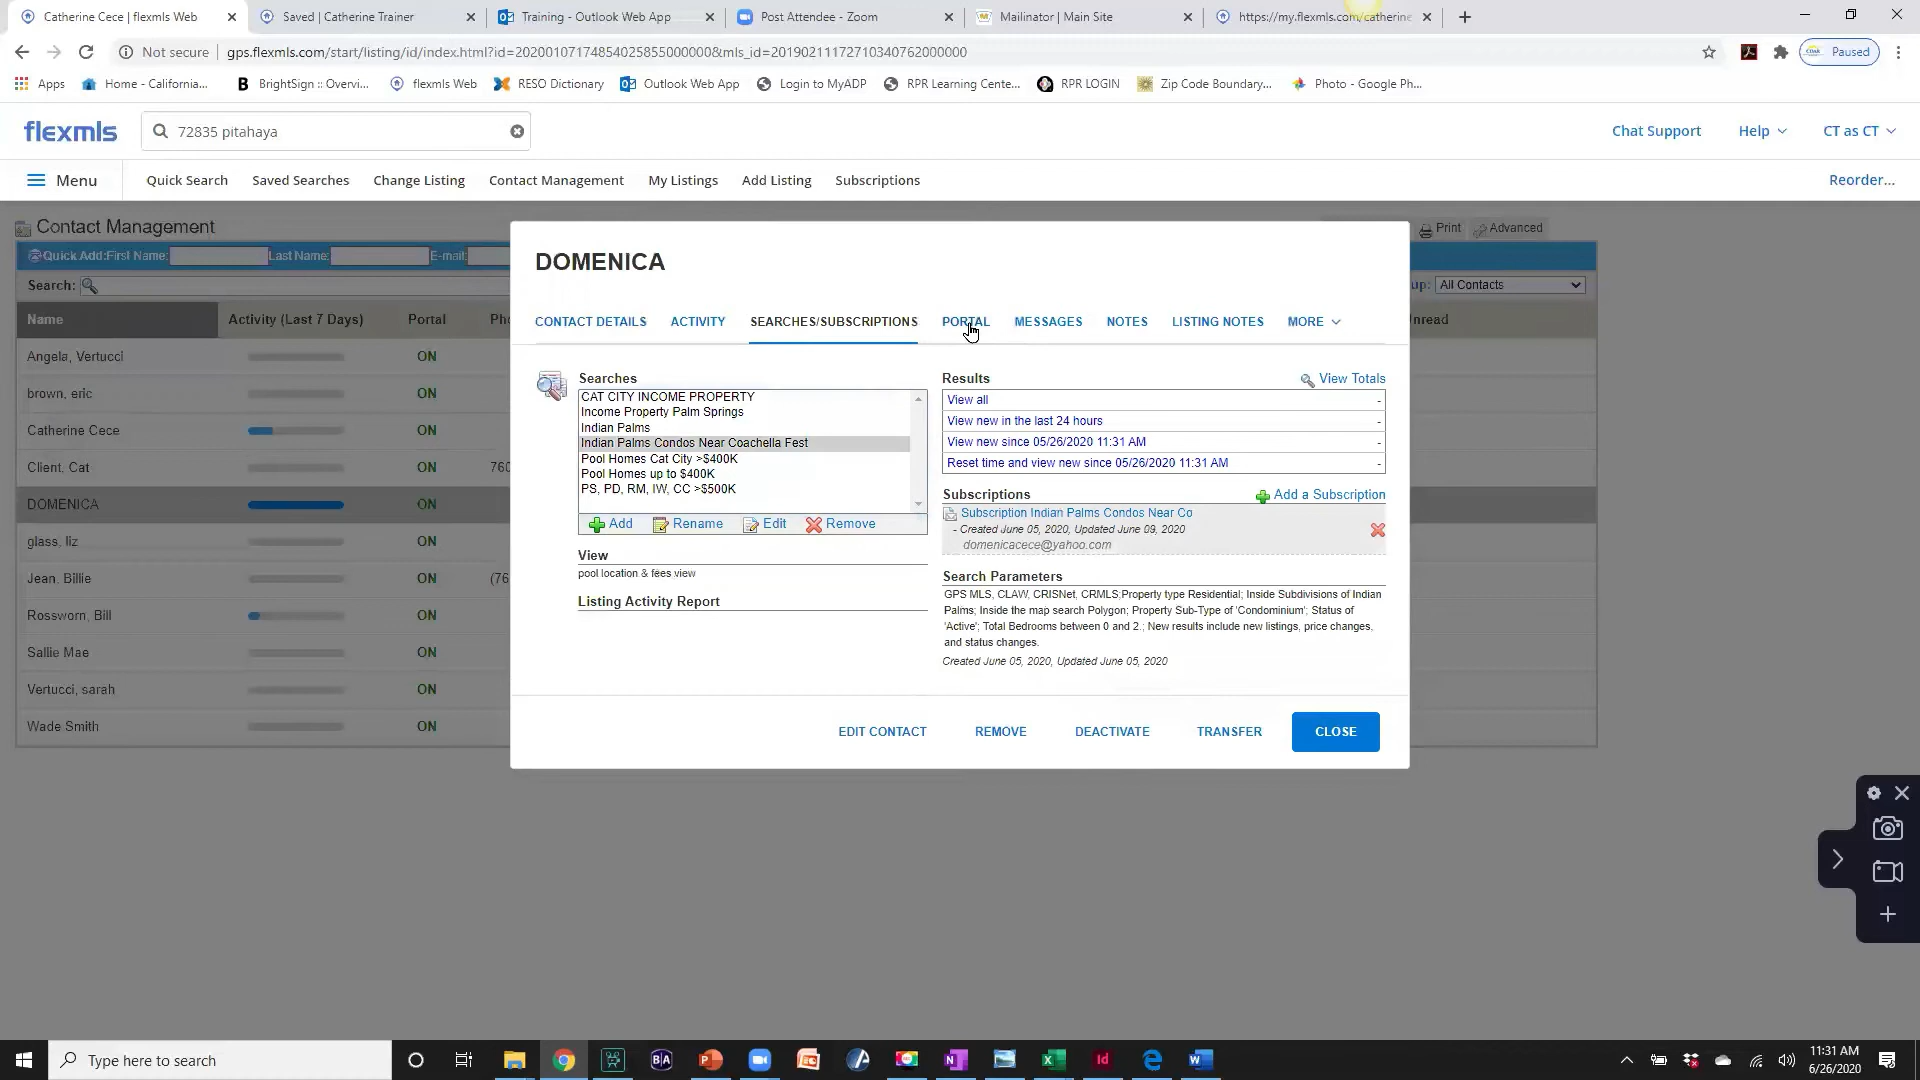 Catherine Cece | flexmls Web
Saved | Catherine Trainer
Training - Outlook Web App
Post Attendee - Zoom
Mailinator | Main Site
https://my.flexmls.com/catherine
Not secure
gps.flexmls.com/start/listing/id/index.html?id=20200107174854025855000000&mls_id=20190211172710340762000000
Paused
Apps
Home - California...
BrightSign :: Overvi...
flexmls Web
RESO Dictionary
Outlook Web App
Login to MyADP
RPR Learning Cente...
RPR LOGIN
Zip Code Boundary...
Photo - Google Ph...
flexmls
72835 pitahaya
Chat Support
Help
CT as CT
Menu
Quick Search
Saved Searches
Change Listing
Contact Management
My Listings
Add Listing
Subscriptions
Reorder...
Contact Management
Print
Advanced
Quick Add:First Name:
Last Name:
E-mail:
Search:
up:
All Contacts
Name
Activity (Last 7 Days)
Portal
Pho
Unread
Angela, Vertucci
ON
brown, eric
ON
Catherine Cece
ON
Client, Cat
ON
760
DOMENICA
ON
glass, liz
ON
Jean, Billie
ON
(76
Rossworn, Bill
ON
Sallie Mae
ON
Vertucci, sarah
ON
Wade Smith
ON
DOMENICA
CONTACT DETAILS
ACTIVITY
SEARCHES/SUBSCRIPTIONS
PORTAL
MESSAGES
NOTES
LISTING NOTES
MORE
Searches
CAT CITY INCOME PROPERTY
Income Property Palm Springs
Indian Palms
Indian Palms Condos Near Coachella Fest
Pool Homes Cat City >$400K
Pool Homes up to $400K
PS, PD, RM, IW, CC >$500K
Add
Rename
Edit
Remove
View
pool location & fees view
Listing Activity Report
Results
View Totals
View all -
View new in the last 24 hours -
View new since 05/26/2020 11:31 AM -
Reset time and view new since 05/26/2020 11:31 AM -
Subscriptions
Add a Subscription
Subscription Indian Palms Condos Near Co
- Created June 05, 2020, Updated June 09, 2020
domenicacece@yahoo.com
Search Parameters
GPS MLS, CLAW, CRISNet, CRMLS;Property type Residential; Inside Subdivisions of Indian
Palms; Inside the map search Polygon; Property Sub-Type of 'Condominium'; Status of
'Active'; Total Bedrooms between 0 and 2.; New results include new listings, price changes,
and status changes.
Created June 05, 2020, Updated June 05, 2020
EDIT CONTACT
REMOVE
DEACTIVATE
TRANSFER
CLOSE
Type here to search
11:31 AM
6/26/2020